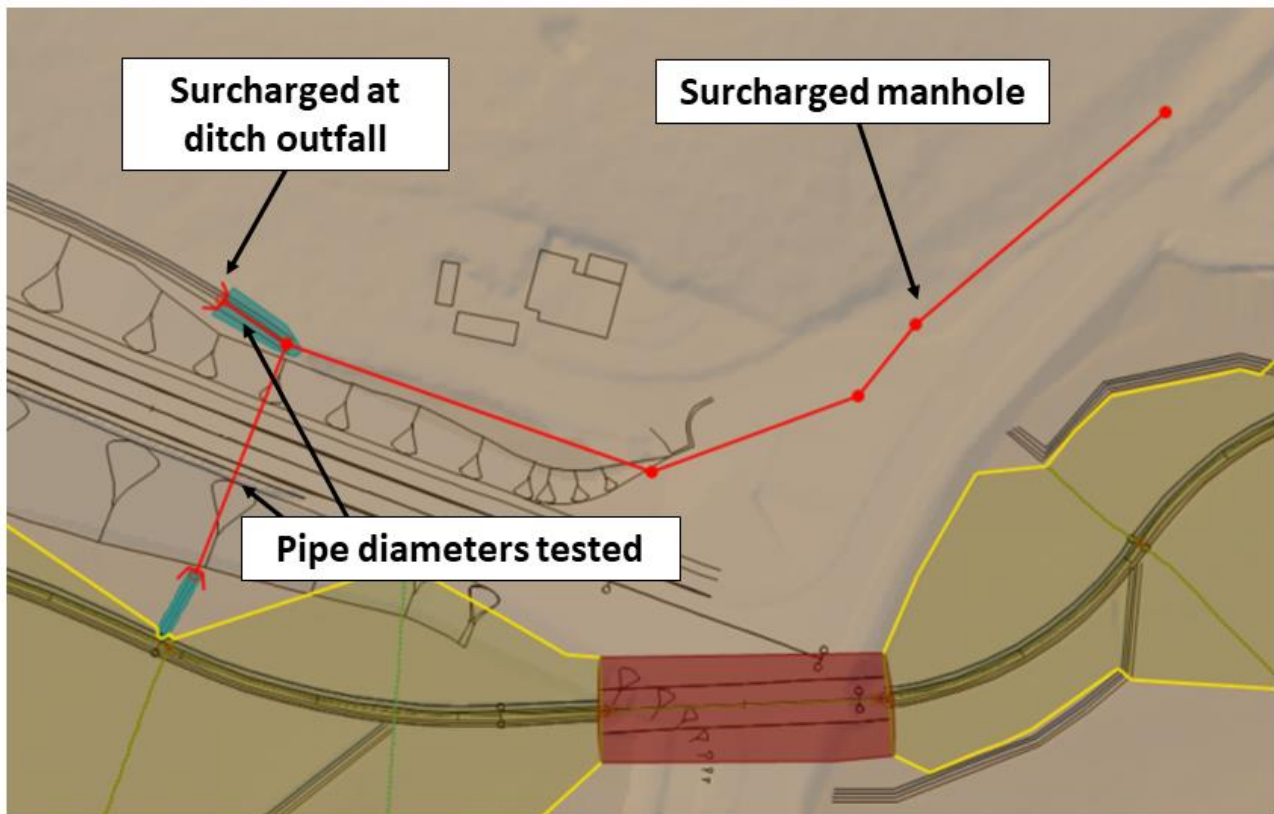 Surcharged at
ditch outfall
Surcharged manhole
Pipe diameters tested